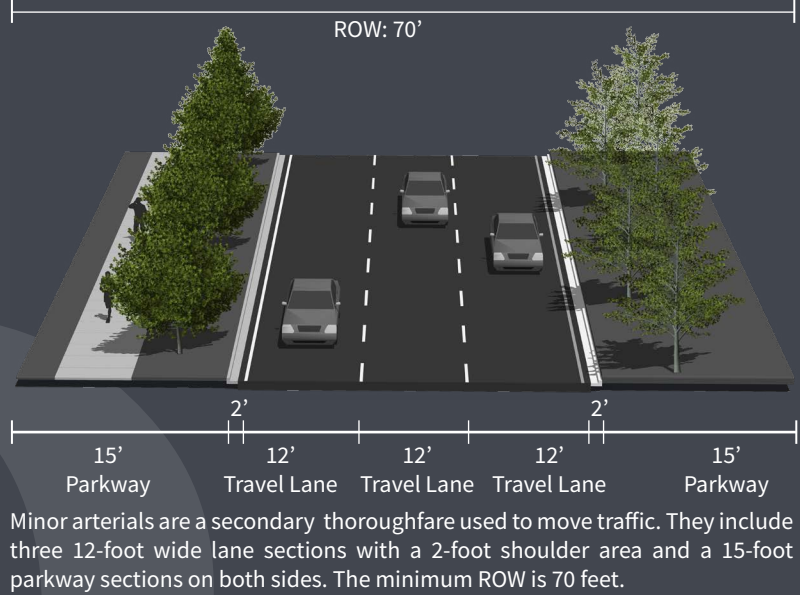 ROW: 70’
2’ 2’
15’ 12’ 12’ 12’ 15’
Parkway Travel Lane Travel Lane Travel Lane Parkway
Minor arterials are a secondary thoroughfare used to move traffic. They include
three 12-foot wide lane sections with a 2-foot shoulder area and a 15-foot
parkway sections on both sides. The minimum ROW is 70 feet.